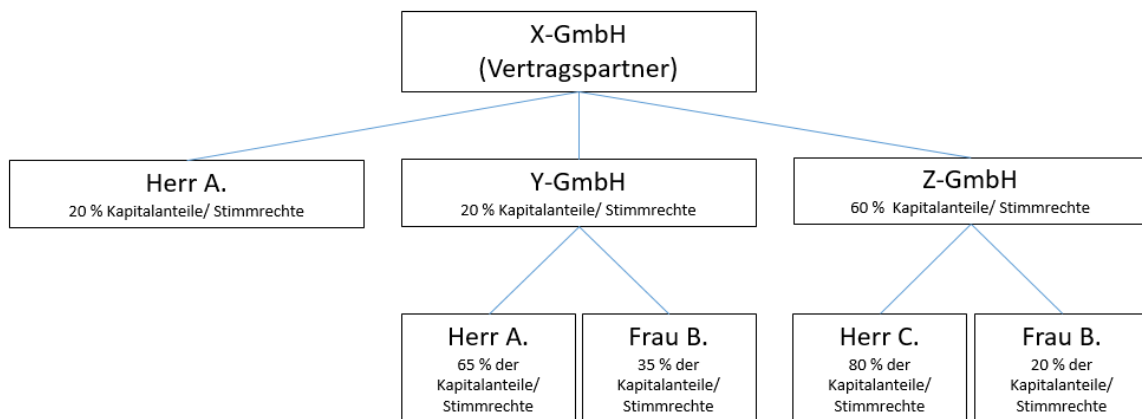 X-GmbH
(Vertragspartner)
Herr A.
20 % Kapitalanteile/ Stimmrechte
Y-GmbH
20 % Kapitalanteile/ Stimmrechte
Z-GmbH
60 % Kapitalanteile/ Stimmrechte
Herr A.
65 % der
Kapitalanteile/
Stimmrechte
Frau B.
35 % der
Kapitalanteile/
Stimmrechte
Herr C.
80 % der
Kapitalanteile/
Stimmrechte
Frau B.
20 % der
Kapitalanteile/
Stimmrechte